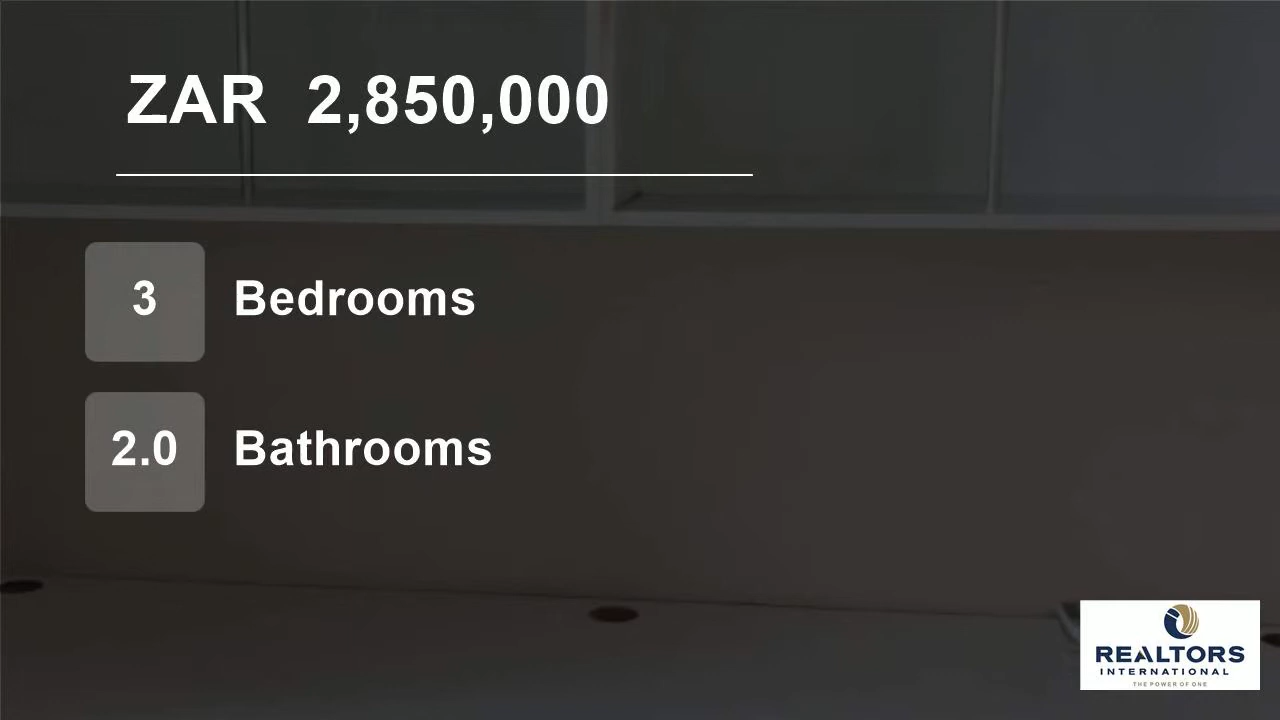 ZAR 2,850,000
3 Bedrooms
2.0 Bathrooms
REALTORS
INTERNATIONAL
THE POWER OF ONE